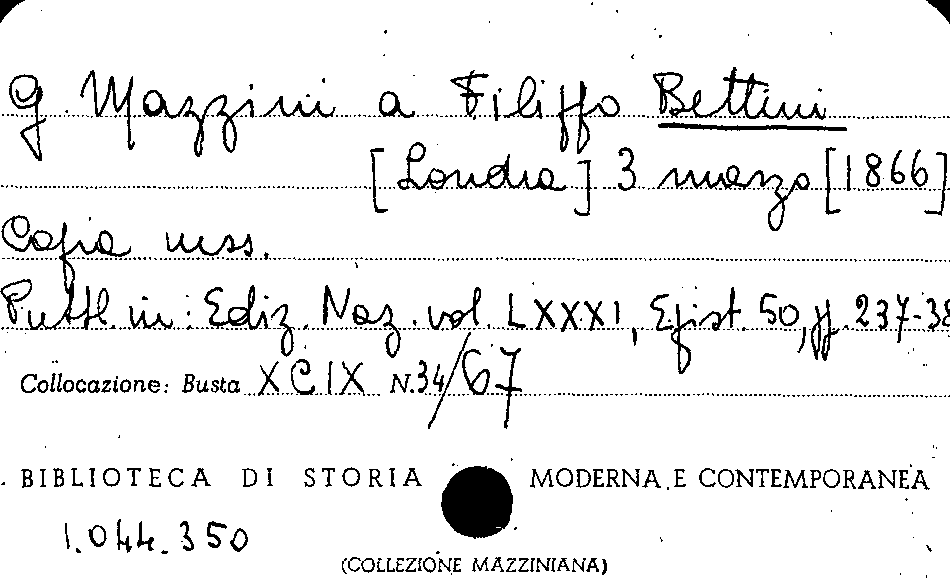 G. Mazzini a Filippo Bettini
[Londra] 3 marzo [1866]
Copia mss.
Pubbl. in: Ediz. Naz. vol. LXXXI, Epist. 50, pp. 237-38
Collocazione: Busta XCIX N. 34/67
BIBLIOTECA DI STORIA MODERNA E CONTEMPORANEA
1.044.350
(COLLEZIONE MAZZINIANA)